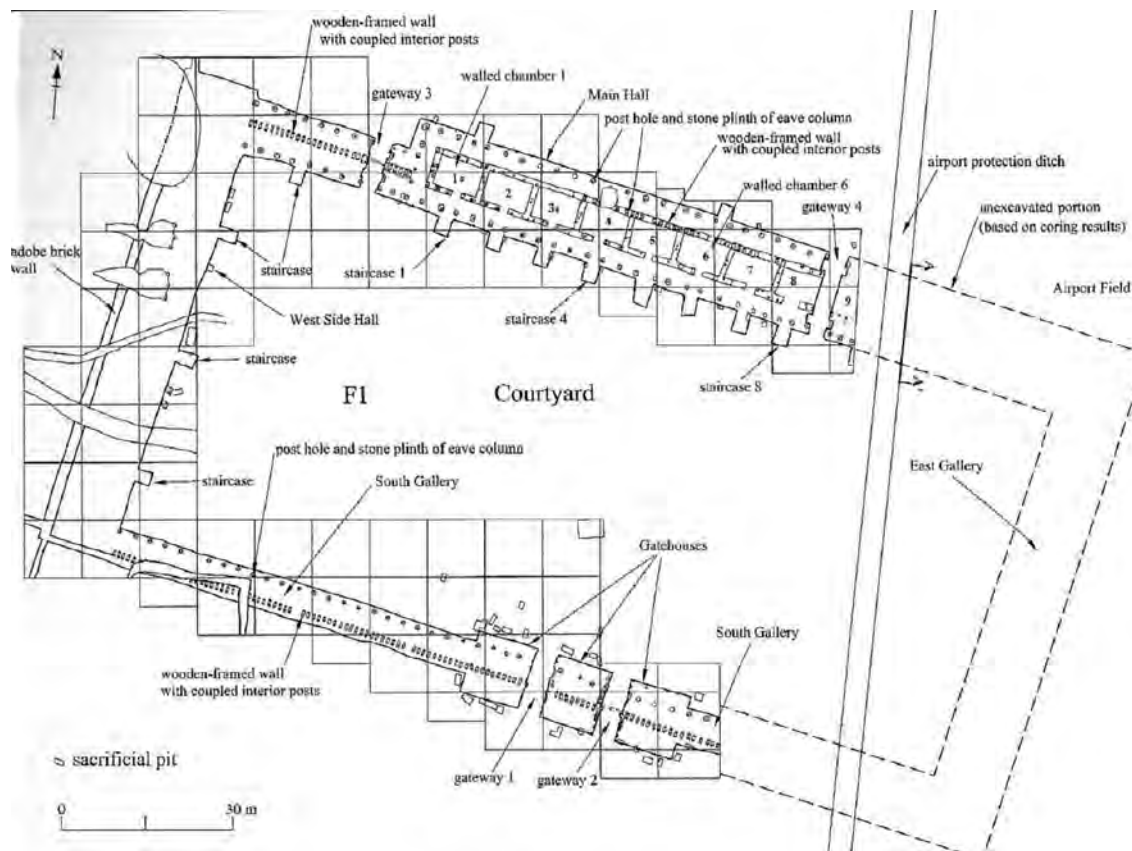 wooden-framed wall
with coupled interior posts
N
walled chamber 1
gateway 3
Main Hall
post hole and stone plinth of eave column
wooden-framed wall
with coupled interior posts
airport protection ditch
walled chamber 6
gateway 4
unexcavated portion
(based on coring results)
1
2
3
4
5
6
7
8
9
adobe brick
wall
staircase
staircase 1
Airport Field
West Side Hall
staircase 4
staircase
staircase 8
F1
Courtyard
post hole and stone plinth of eave column
East Gallery
South Gallery
staircase
Gatehouses
South Gallery
wooden-framed wall
with coupled interior posts
sacrificial pit
gateway 1
gateway 2
0
30 m